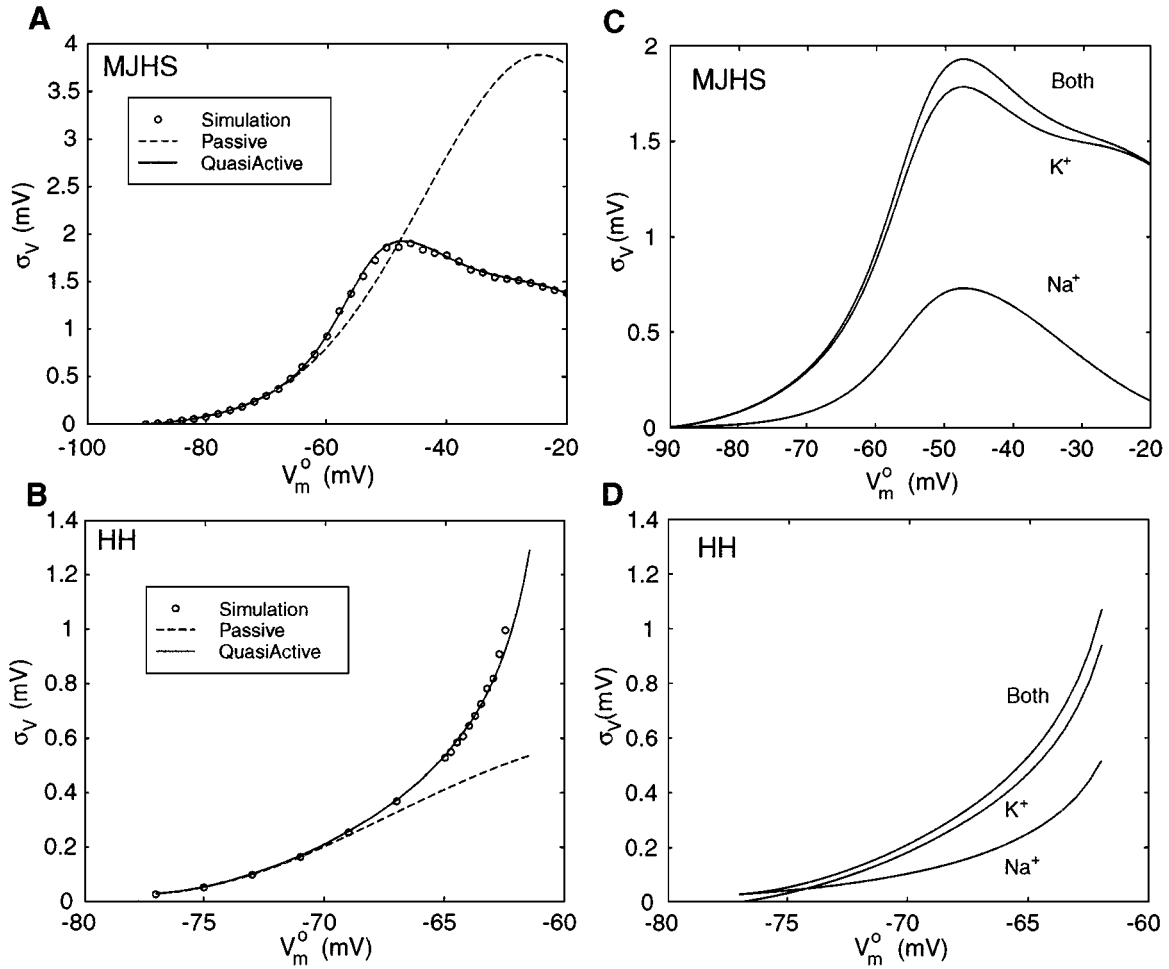 A
MJHS
Simulation
Passive
QuasiActive
4
3.5
3
2.5
2
1.5
1
0.5
0
σV (mV)
-100
-80
-60
-40
-20
Vmo (mV)
C
MJHS
Both
K+
Na+
2
1.5
1
0.5
0
σV(mV)
-90
-80
-70
-60
-50
-40
-30
-20
Vmo (mV)
B
HH
Simulation
Passive
QuasiActive
1.4
1.2
1
0.8
0.6
0.4
0.2
0
σV (mV)
-80
-75
-70
-65
-60
Vmo (mV)
D
HH
Both
K+
Na+
1.4
1.2
1
0.8
0.6
0.4
0.2
0
σV(mV)
-80
-75
-70
-65
-60
Vmo (mV)